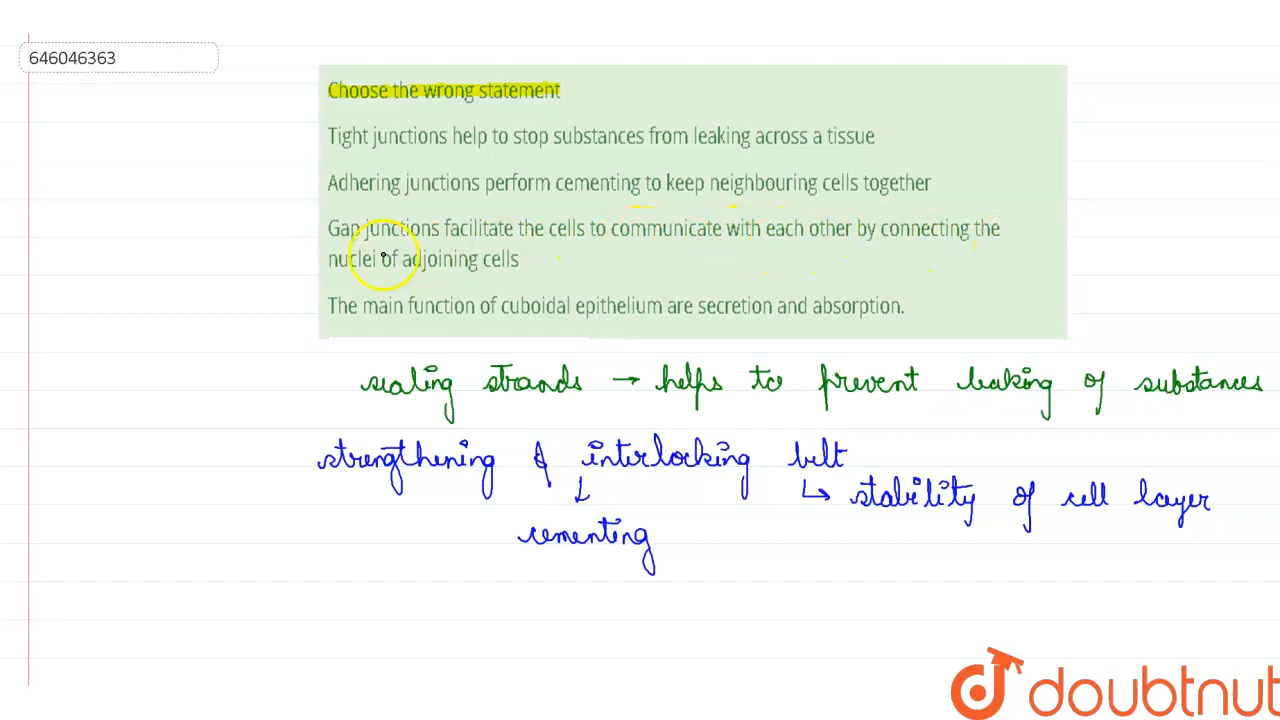 646046363
Choose the wrong statement
Tight junctions help to stop substances from leaking across a tissue
Adhering junctions perform cementing to keep neighbouring cells together
Gap junctions facilitate the cells to communicate with each other by connecting the
nuclei of adjoining cells
The main function of cuboidal epithelium are secretion and absorption.
sealing strands → helps to prevent leaking of substances
strengthening & interlocking belt
↓ ↳ stability of cell layer
cementing
doubtnut